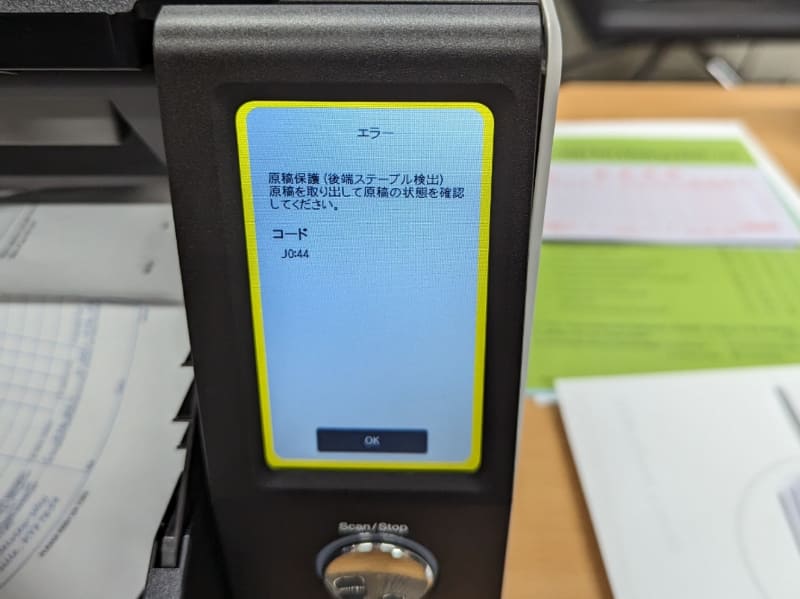 エラー
原稿保護(後端ステープル検出)
原稿を取り出して原稿の状態を確認
してください。
コード
J0:44
OK
Scan/Stop